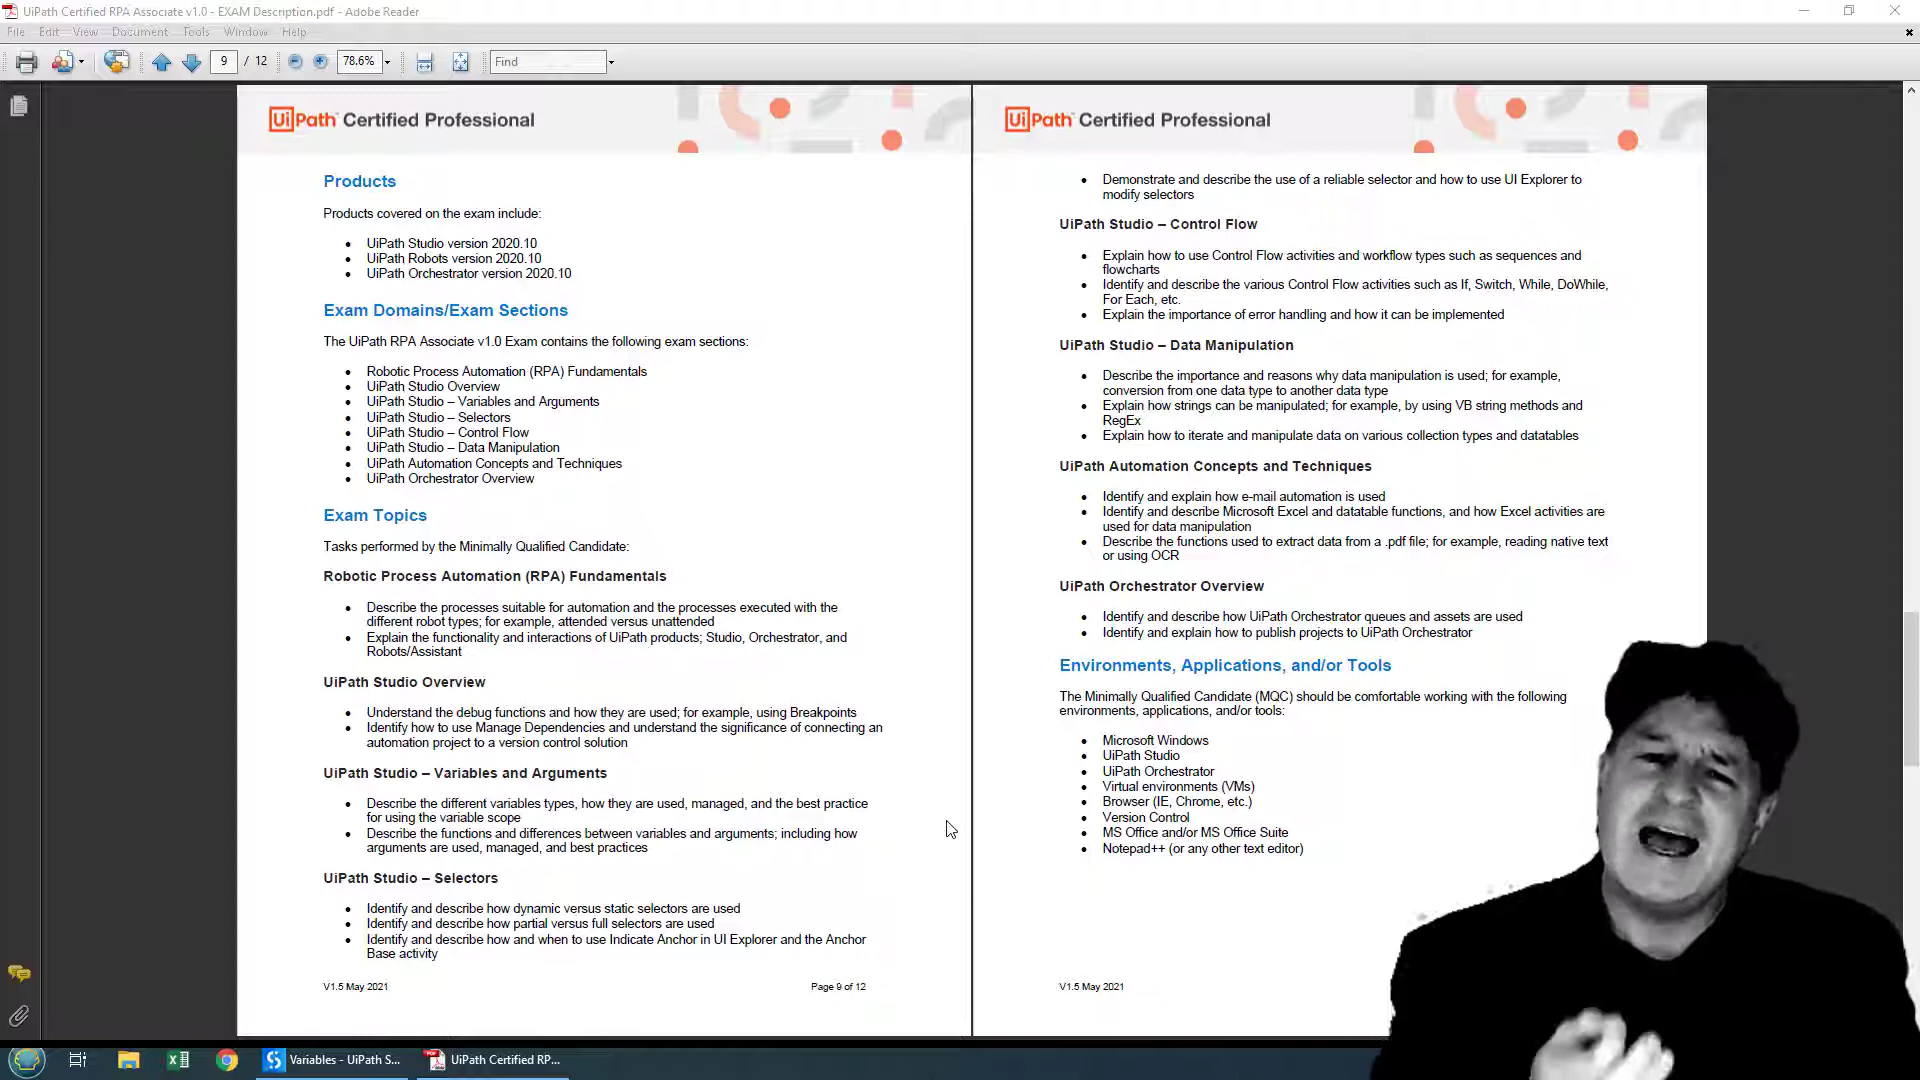 UiPath Certified RPA Associate v1.0 - EXAM Description.pdf - Adobe Reader
File Edit View Document Tools Window Help
9 / 12 78.6% Find
UiPath Certified Professional
Products
Products covered on the exam include:
• UiPath Studio version 2020.10
• UiPath Robots version 2020.10
• UiPath Orchestrator version 2020.10
Exam Domains/Exam Sections
The UiPath RPA Associate v1.0 Exam contains the following exam sections:
• Robotic Process Automation (RPA) Fundamentals
• UiPath Studio Overview
• UiPath Studio – Variables and Arguments
• UiPath Studio – Selectors
• UiPath Studio – Control Flow
• UiPath Studio – Data Manipulation
• UiPath Automation Concepts and Techniques
• UiPath Orchestrator Overview
Exam Topics
Tasks performed by the Minimally Qualified Candidate:
Robotic Process Automation (RPA) Fundamentals
• Describe the processes suitable for automation and the processes executed with the
different robot types; for example, attended versus unattended
• Explain the functionality and interactions of UiPath products; Studio, Orchestrator, and
Robots/Assistant
UiPath Studio Overview
• Understand the debug functions and how they are used; for example, using Breakpoints
• Identify how to use Manage Dependencies and understand the significance of connecting an
automation project to a version control solution
UiPath Studio – Variables and Arguments
• Describe the different variables types, how they are used, managed, and the best practice
for using the variable scope
• Describe the functions and differences between variables and arguments; including how
arguments are used, managed, and best practices
UiPath Studio – Selectors
• Identify and describe how dynamic versus static selectors are used
• Identify and describe how partial versus full selectors are used
• Identify and describe how and when to use Indicate Anchor in UI Explorer and the Anchor
Base activity
V1.5 May 2021 Page 9 of 12
UiPath Certified Professional
• Demonstrate and describe the use of a reliable selector and how to use UI Explorer to
modify selectors
UiPath Studio – Control Flow
• Explain how to use Control Flow activities and workflow types such as sequences and
flowcharts
• Identify and describe the various Control Flow activities such as If, Switch, While, DoWhile,
For Each, etc.
• Explain the importance of error handling and how it can be implemented
UiPath Studio – Data Manipulation
• Describe the importance and reasons why data manipulation is used; for example,
conversion from one data type to another data type
• Explain how strings can be manipulated; for example, by using VB string methods and
RegEx
• Explain how to iterate and manipulate data on various collection types and datatables
UiPath Automation Concepts and Techniques
• Identify and explain how e-mail automation is used
• Identify and describe Microsoft Excel and datatable functions, and how Excel activities are
used for data manipulation
• Describe the functions used to extract data from a .pdf file; for example, reading native text
or using OCR
UiPath Orchestrator Overview
• Identify and describe how UiPath Orchestrator queues and assets are used
• Identify and explain how to publish projects to UiPath Orchestrator
Environments, Applications, and/or Tools
The Minimally Qualified Candidate (MQC) should be comfortable working with the following
environments, applications, and/or tools:
• Microsoft Windows
• UiPath Studio
• UiPath Orchestrator
• Virtual environments (VMs)
• Browser (IE, Chrome, etc.)
• Version Control
• MS Office and/or MS Office Suite
• Notepad++ (or any other text editor)
V1.5 May 2021
Variables - UiPath S... UiPath Certified RP...